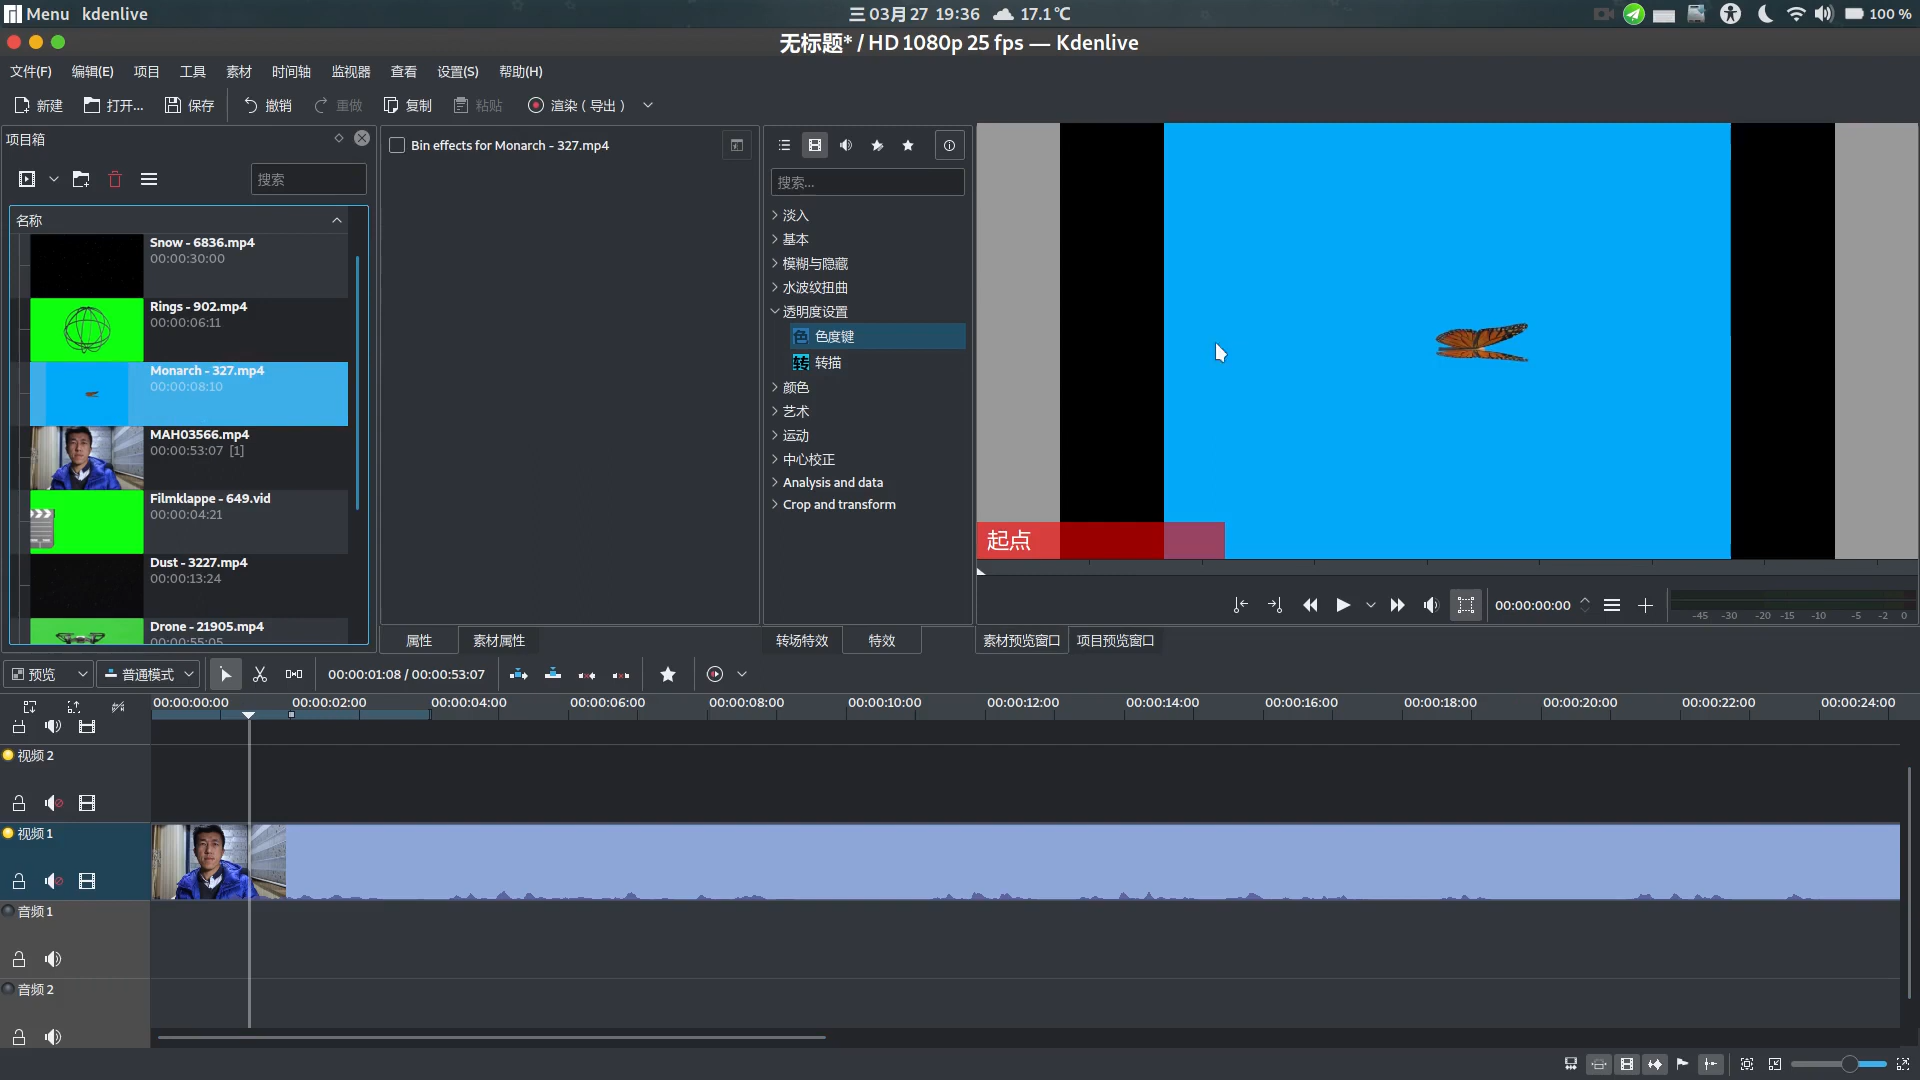 Menu kdenlive
三 03月 27 19:36 17.1℃
100 %
无标题* / HD 1080p 25 fps — Kdenlive
文件(F) 编辑(E) 项目 工具 素材 时间轴 监视器 查看 设置(S) 帮助(H)
新建 打开... 保存 撤销 重做 复制 粘贴 渲染（导出）
项目箱
搜索
名称
Snow - 6836.mp4
00:00:30:00
Rings - 902.mp4
00:00:06:11
Monarch - 327.mp4
00:00:08:10
MAH03566.mp4
00:00:53:07 [1]
Filmklappe - 649.vid
00:00:04:21
Dust - 3227.mp4
00:00:13:24
Drone - 21905.mp4
00:00:55:05
Bin effects for Monarch - 327.mp4
属性 素材属性
搜索...
淡入
基本
模糊与隐藏
水波纹扭曲
透明度设置
色 色度键
转 转描
颜色
艺术
运动
中心校正
Analysis and data
Crop and transform
转场特效 特效
起点
00:00:00:00
-45 -30 -20 -15 -10 -5 -2 0
素材预览窗口 项目预览窗口
预览 普通模式 00:00:01:08 / 00:00:53:07
00:00:00:00 00:00:02:00 00:00:04:00 00:00:06:00 00:00:08:00 00:00:10:00 00:00:12:00 00:00:14:00 00:00:16:00 00:00:18:00 00:00:20:00 00:00:22:00 00:00:24:00
视频 2
视频 1
音频 1
音频 2